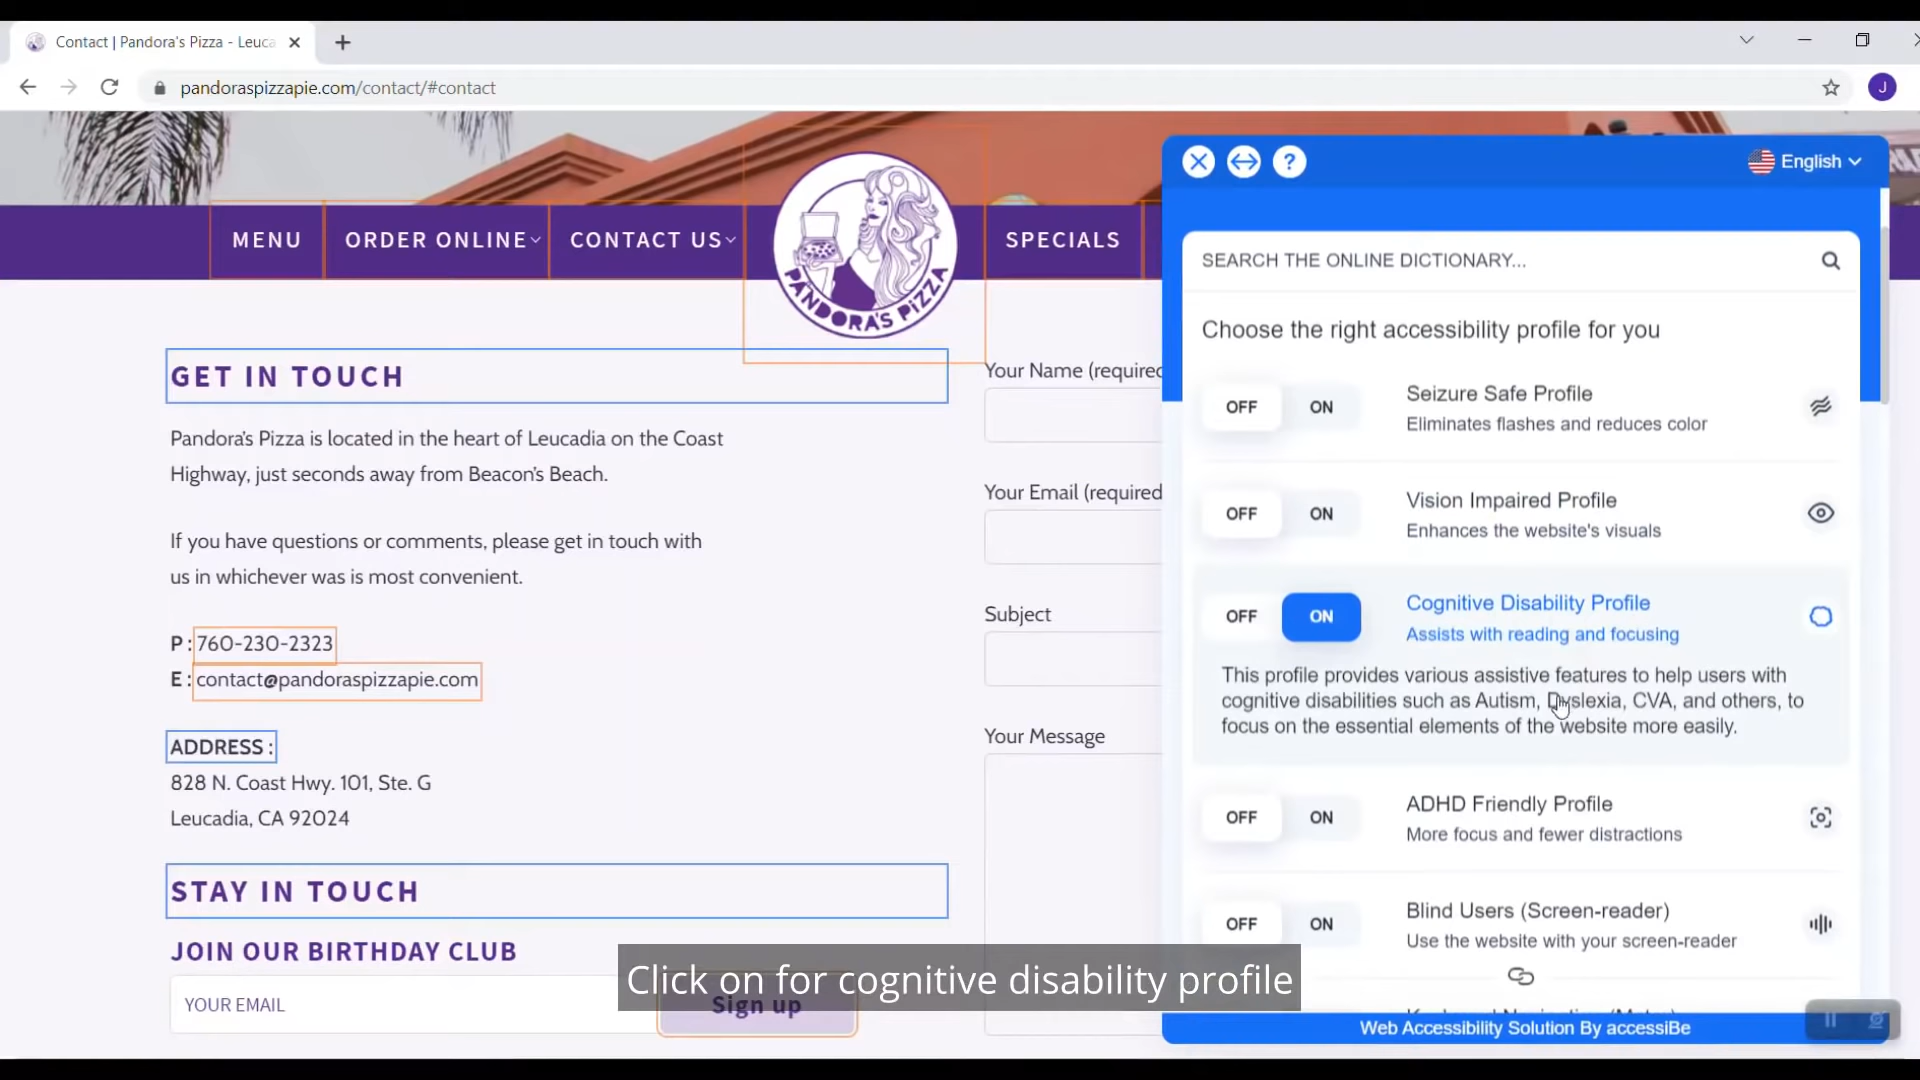 Contact | Pandora's Pizza - Leuca
pandoraspizzapie.com/contact/#contact
J
MENU
ORDER ONLINE
CONTACT US
PANDORA'S PIZZA
SPECIALS
GET IN TOUCH
Pandora's Pizza is located in the heart of Leucadia on the Coast
Highway, just seconds away from Beacon's Beach.
If you have questions or comments, please get in touch with
us in whichever was is most convenient.
P : 760-230-2323
E : contact@pandoraspizzapie.com
ADDRESS :
828 N. Coast Hwy. 101, Ste. G
Leucadia, CA 92024
STAY IN TOUCH
JOIN OUR BIRTHDAY CLUB
YOUR EMAIL
Sign up
Your Name (required
Your Email (required
Subject
Your Message
?
English
SEARCH THE ONLINE DICTIONARY...
Choose the right accessibility profile for you
OFF ON Seizure Safe Profile
Eliminates flashes and reduces color
OFF ON Vision Impaired Profile
Enhances the website's visuals
OFF ON Cognitive Disability Profile
Assists with reading and focusing
This profile provides various assistive features to help users with
cognitive disabilities such as Autism, Dyslexia, CVA, and others, to
focus on the essential elements of the website more easily.
OFF ON ADHD Friendly Profile
More focus and fewer distractions
OFF ON Blind Users (Screen-reader)
Use the website with your screen-reader
Web Accessibility Solution By accessiBe
Click on for cognitive disability profile